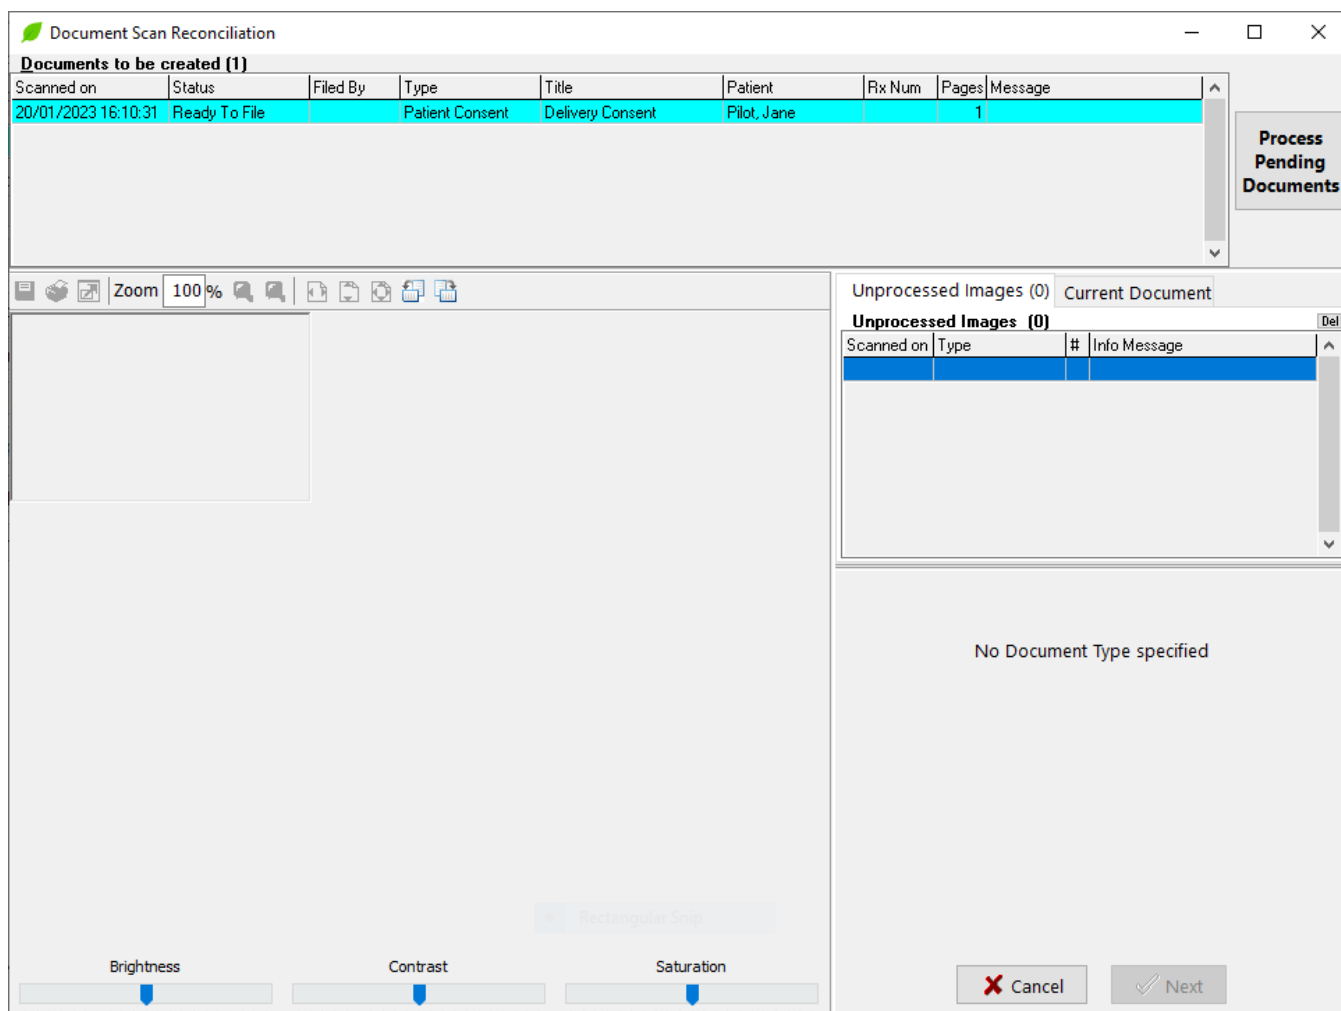 Document Scan Reconciliation
Documents to be created (1)
Scanned on Status Filed By Type Title Patient Rx Num Pages Message
20/01/2023 16:10:31 Ready To File Patient Consent Delivery Consent Pilot, Jane 1
Process
Pending
Documents
Zoom 100 %
Unprocessed Images (0) Current Document
Unprocessed Images (0) Del
Scanned on Type # Info Message
No Document Type specified
Rectangular Snip
Brightness Contrast Saturation
Cancel Next